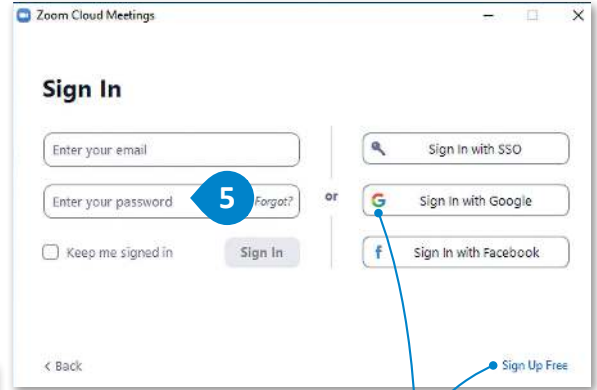 Zoom Cloud Meetings
Sign In
Enter your email
Enter your password
5
Forgot?
Keep me signed in
Sign In
or
Sign In with SSO
Sign In with Google
Sign In with Facebook
< Back
Sign Up Free